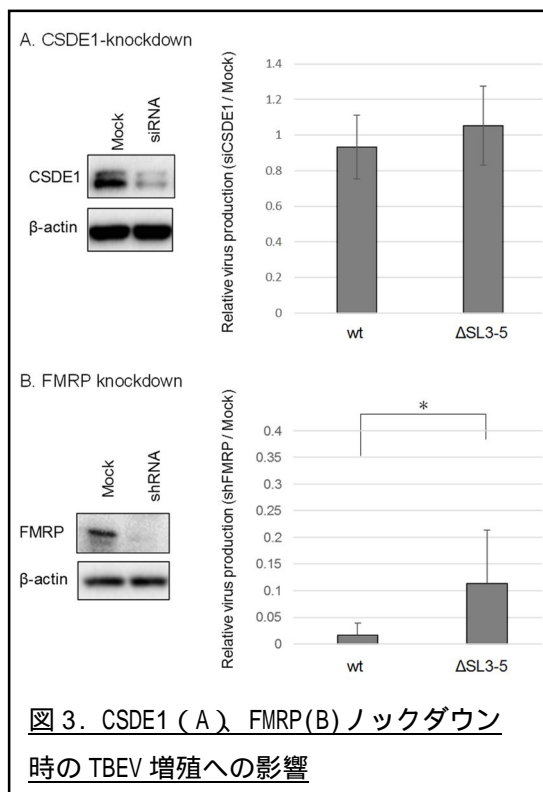 A. CSDE1-knockdown
Mock
siRNA
CSDE1
β-actin
Relative virus production (siCSDE1 / Mock)
1.4
1.2
1
0.8
0.6
0.4
0.2
0
wt
ΔSL3-5
B. FMRP knockdown
Mock
shRNA
FMRP
β-actin
Relative virus production (shFMRP / Mock)
*
0.4
0.35
0.3
0.25
0.2
0.15
0.1
0.05
0
wt
ΔSL3-5
図 3. CSDE1（A）、FMRP(B)ノックダウン
時の TBEV 増殖への影響